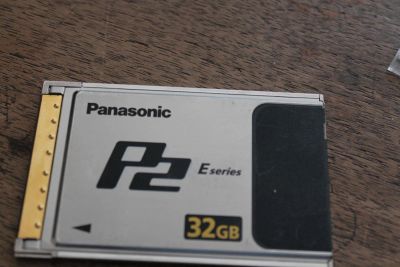 Panasonic
P2 E series
32GB